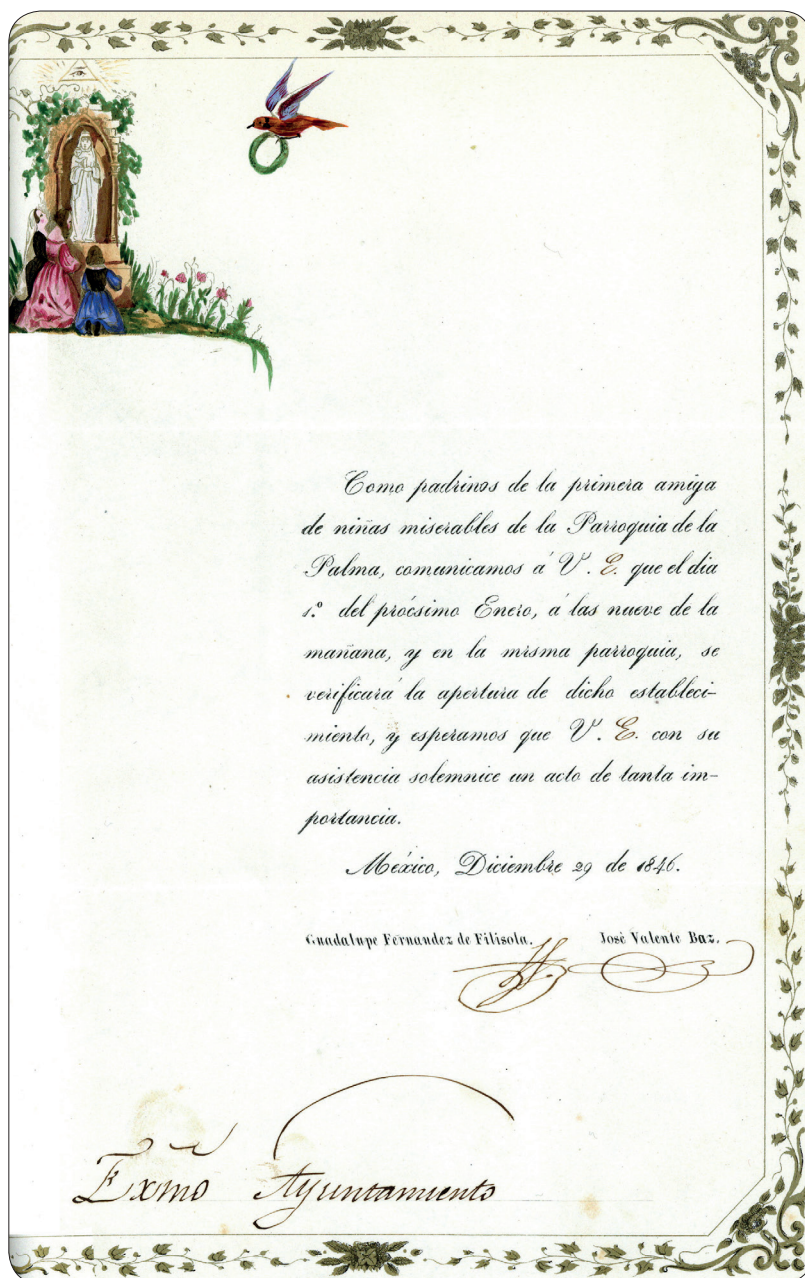 Como padrinos de la primera amiga
de niñas miserables de la Parroquia de la
Palma, comunicamos á V. E. que el dia
1.º del prócsimo Enero, á las nueve de la
mañana, y en la misma parroquia, se
verificará la apertura de dicho estableci-
miento, y esperamos que V. E. con su
asistencia solemnice un acto de tanta im-
portancia.
México, Diciembre 29 de 1846.
Guadalupe Fernandez de Filisola. José Valente Baz.
Exmõ Ayuntamiento